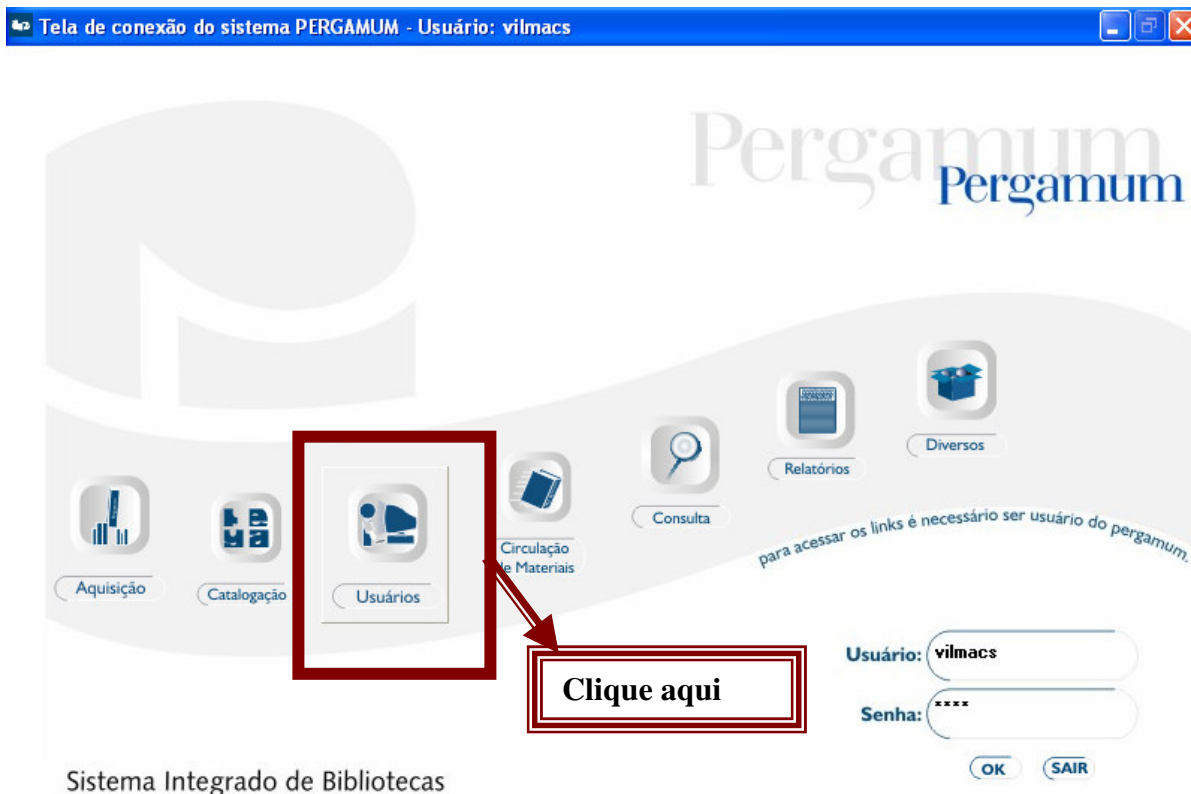 Tela de conexão do sistema PERGAMUM - Usuário: vilmacs
Pergamum
Pergamum
Diversos
Relatórios
Consulta
para acessar os links é necessário ser usuário do pergamum.
Circulação
de Materiais
Aquisição
Catalogação
Usuários
Clique aqui
Usuário: vilmacs
Senha: ****
OK SAIR
Sistema Integrado de Bibliotecas